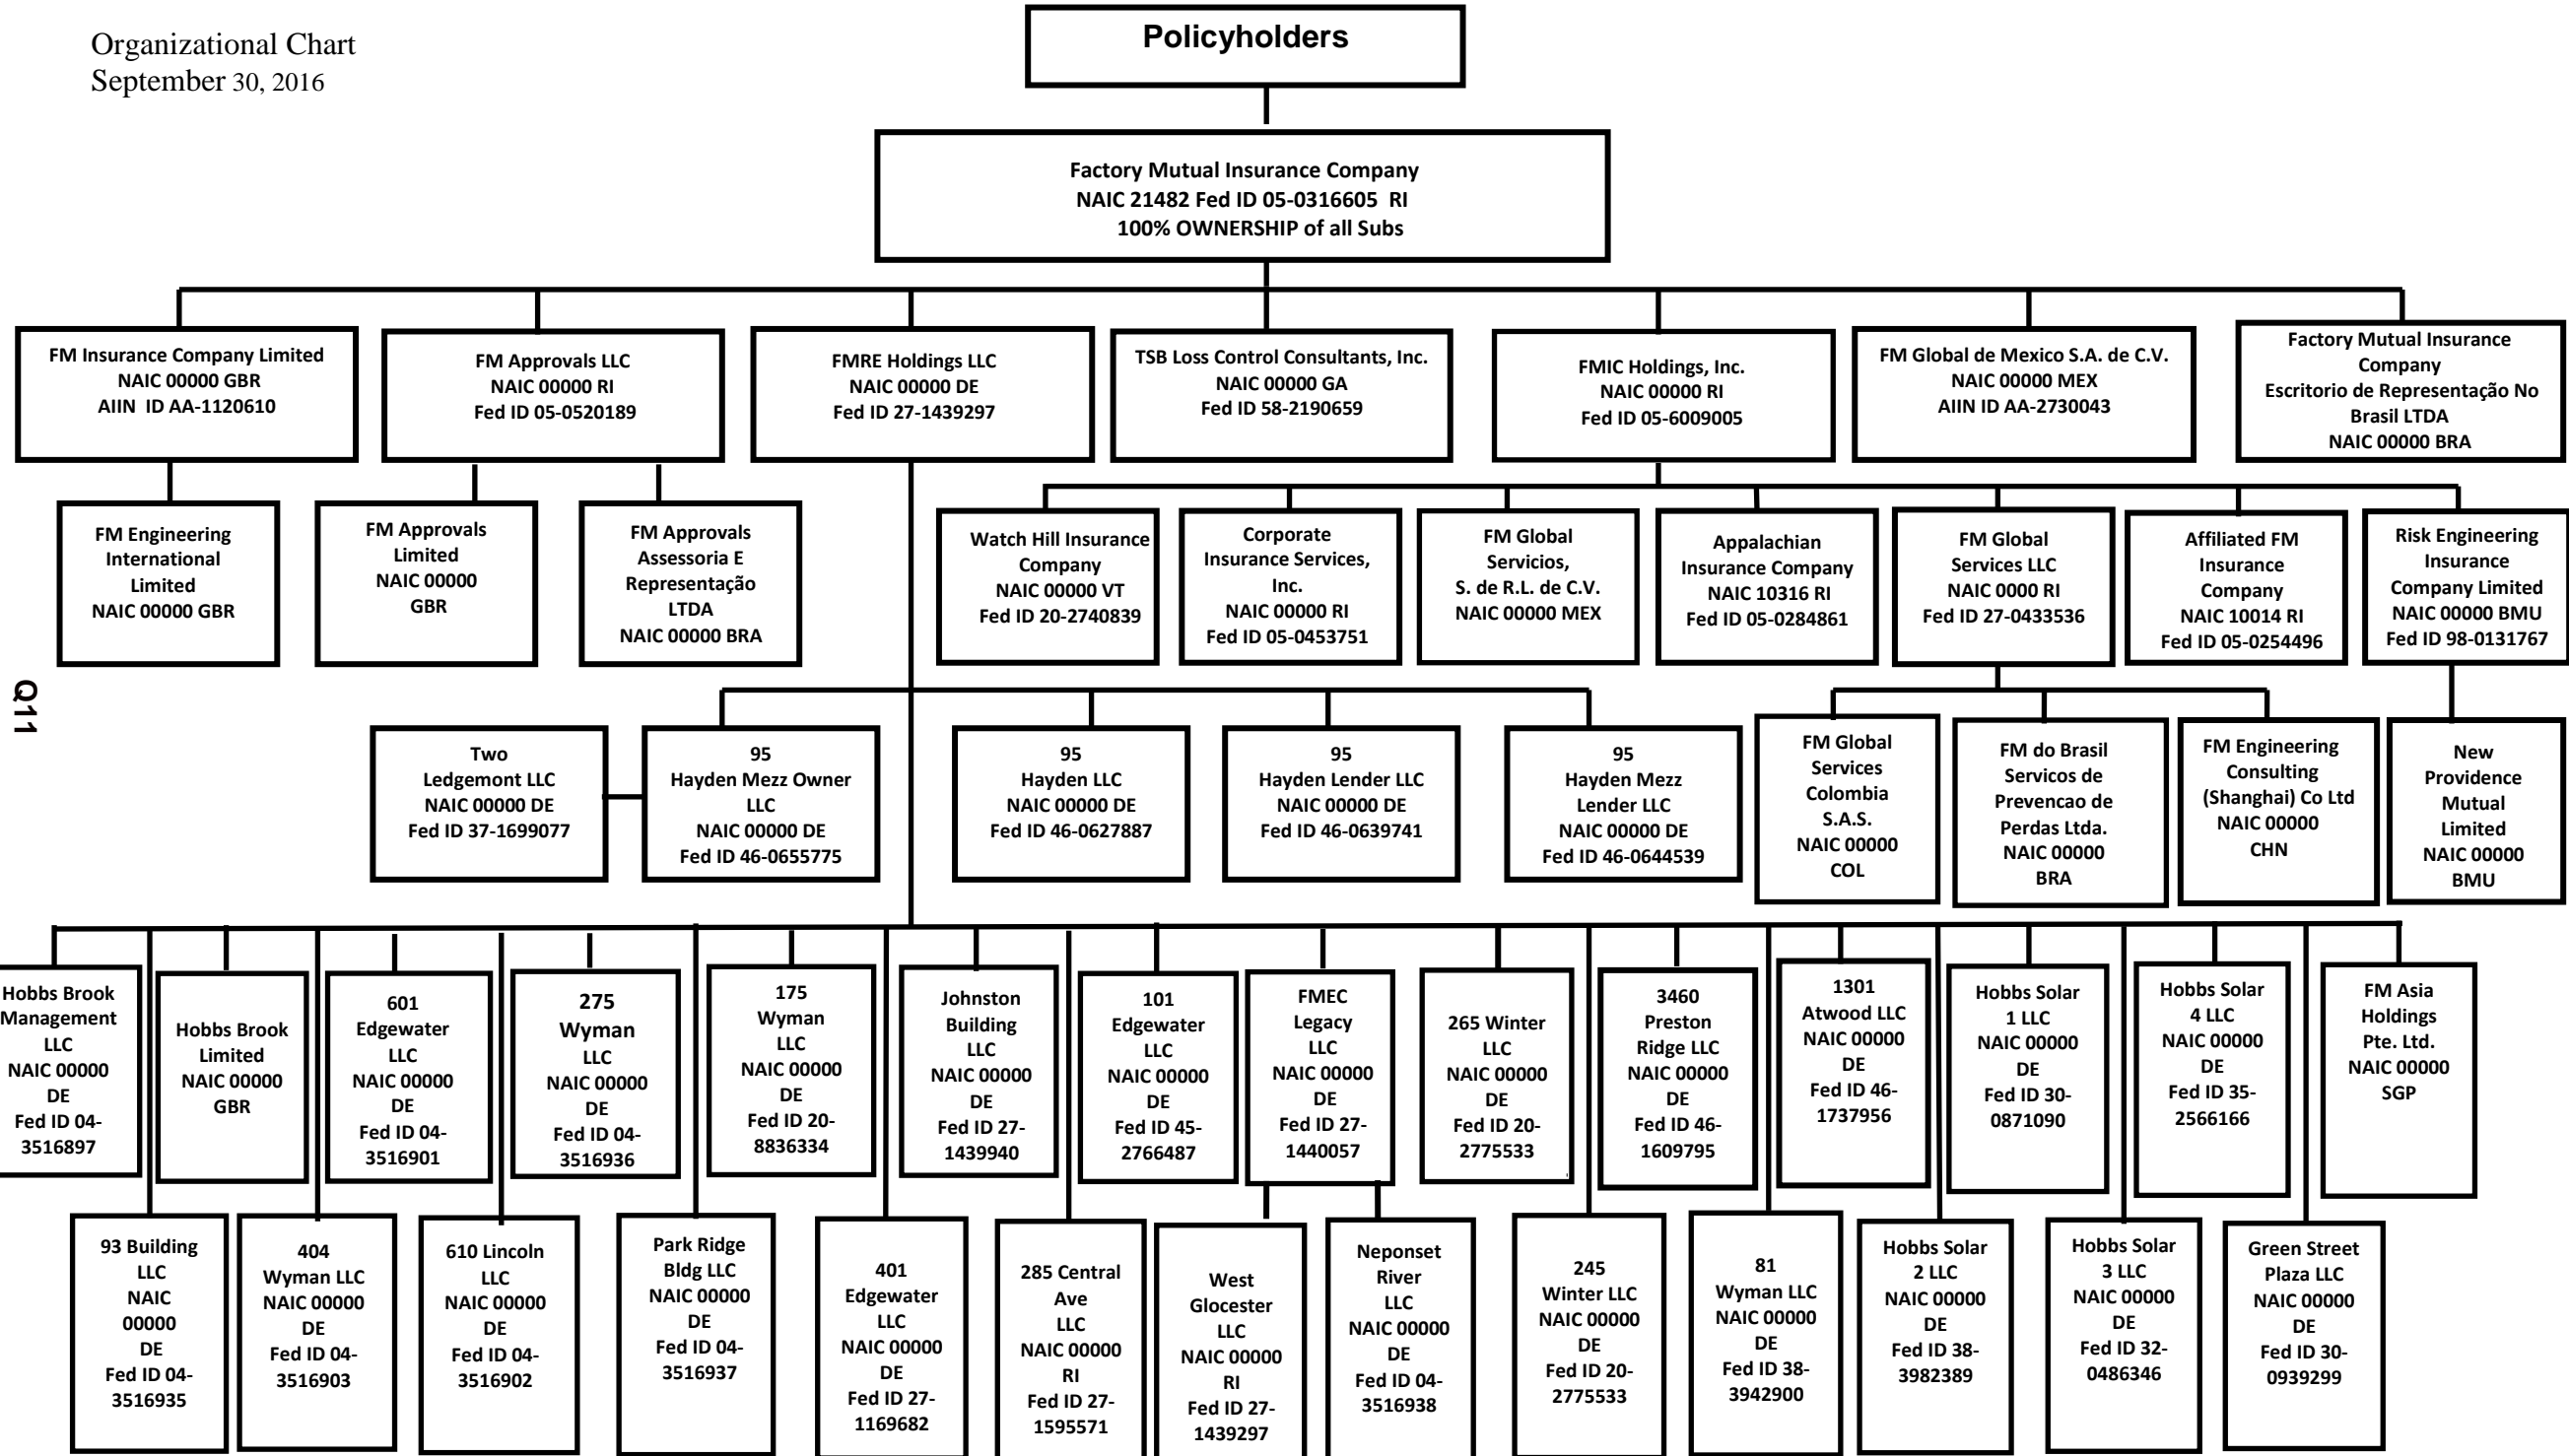 Organizational Chart
September 30, 2016
Policyholders
Factory Mutual Insurance Company
NAIC 21482 Fed ID 05-0316605 RI
100% OWNERSHIP of all Subs
FM Insurance Company Limited
NAIC 00000 GBR
AIIN ID AA-1120610
FM Approvals LLC
NAIC 00000 RI
Fed ID 05-0520189
FMRE Holdings LLC
NAIC 00000 DE
Fed ID 27-1439297
TSB Loss Control Consultants, Inc.
NAIC 00000 GA
Fed ID 58-2190659
FMIC Holdings, Inc.
NAIC 00000 RI
Fed ID 05-6009005
FM Global de Mexico S.A. de C.V.
NAIC 00000 MEX
AIIN ID AA-2730043
Factory Mutual Insurance
Company
Escritorio de Representação No
Brasil LTDA
NAIC 00000 BRA
FM Engineering
International
Limited
NAIC 00000 GBR
FM Approvals
Limited
NAIC 00000
GBR
FM Approvals
Assessoria E
Representação
LTDA
NAIC 00000 BRA
Watch Hill Insurance
Company
NAIC 00000 VT
Fed ID 20-2740839
Corporate
Insurance Services,
Inc.
NAIC 00000 RI
Fed ID 05-0453751
FM Global
Servicios,
S. de R.L. de C.V.
NAIC 00000 MEX
Appalachian
Insurance Company
NAIC 10316 RI
Fed ID 05-0284861
FM Global
Services LLC
NAIC 0000 RI
Fed ID 27-0433536
Affiliated FM
Insurance
Company
NAIC 10014 RI
Fed ID 05-0254496
Risk Engineering
Insurance
Company Limited
NAIC 00000 BMU
Fed ID 98-0131767
Q11
Two
Ledgemont LLC
NAIC 00000 DE
Fed ID 37-1699077
95
Hayden Mezz Owner
LLC
NAIC 00000 DE
Fed ID 46-0655775
95
Hayden LLC
NAIC 00000 DE
Fed ID 46-0627887
95
Hayden Lender LLC
NAIC 00000 DE
Fed ID 46-0639741
95
Hayden Mezz
Lender LLC
NAIC 00000 DE
Fed ID 46-0644539
FM Global
Services
Colombia
S.A.S.
NAIC 00000
COL
FM do Brasil
Servicos de
Prevencao de
Perdas Ltda.
NAIC 00000
BRA
FM Engineering
Consulting
(Shanghai) Co Ltd
NAIC 00000
CHN
New
Providence
Mutual
Limited
NAIC 00000
BMU
Hobbs Brook
Management
LLC
NAIC 00000
DE
Fed ID 04-
3516897
Hobbs Brook
Limited
NAIC 00000
GBR
601
Edgewater
LLC
NAIC 00000
DE
Fed ID 04-
3516901
275
Wyman
LLC
NAIC 00000
DE
Fed ID 04-
3516936
175
Wyman
LLC
NAIC 00000
DE
Fed ID 20-
8836334
Johnston
Building
LLC
NAIC 00000
DE
Fed ID 27-
1439940
101
Edgewater
LLC
NAIC 00000
DE
Fed ID 45-
2766487
FMEC
Legacy
LLC
NAIC 00000
DE
Fed ID 27-
1440057
265 Winter
LLC
NAIC 00000
DE
Fed ID 20-
2775533
3460
Preston
Ridge LLC
NAIC 00000
DE
Fed ID 46-
1609795
1301
Atwood LLC
NAIC 00000
DE
Fed ID 46-
1737956
Hobbs Solar
1 LLC
NAIC 00000
DE
Fed ID 30-
0871090
Hobbs Solar
4 LLC
NAIC 00000
DE
Fed ID 35-
2566166
FM Asia
Holdings
Pte. Ltd.
NAIC 00000
SGP
93 Building
LLC
NAIC
00000
DE
Fed ID 04-
3516935
404
Wyman LLC
NAIC 00000
DE
Fed ID 04-
3516903
610 Lincoln
LLC
NAIC 00000
DE
Fed ID 04-
3516902
Park Ridge
Bldg LLC
NAIC 00000
DE
Fed ID 04-
3516937
401
Edgewater
LLC
NAIC 00000
DE
Fed ID 27-
1169682
285 Central
Ave
LLC
NAIC 00000
RI
Fed ID 27-
1595571
West
Glocester
LLC
NAIC 00000
RI
Fed ID 27-
1439297
Neponset
River
LLC
NAIC 00000
DE
Fed ID 04-
3516938
245
Winter LLC
NAIC 00000
DE
Fed ID 20-
2775533
81
Wyman LLC
NAIC 00000
DE
Fed ID 38-
3942900
Hobbs Solar
2 LLC
NAIC 00000
DE
Fed ID 38-
3982389
Hobbs Solar
3 LLC
NAIC 00000
DE
Fed ID 32-
0486346
Green Street
Plaza LLC
NAIC 00000
DE
Fed ID 30-
0939299